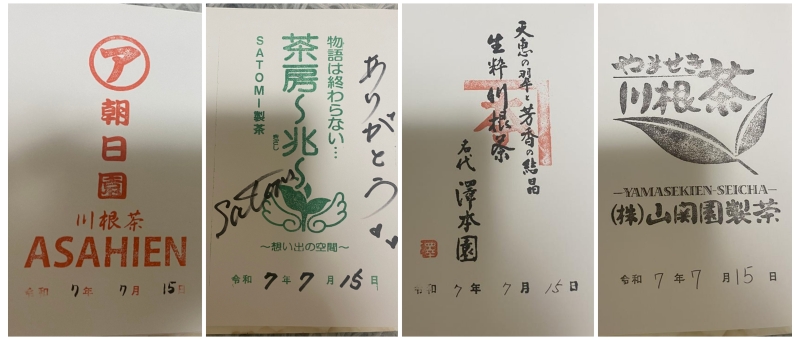 ア
朝日園
川根茶
ASAHIEN
令和 7年 7月 15日
物語は終わらない…
茶房～兆～
きざし
SATOMI製茶
ありがとう
Satomi
～想い出の空間～
令和 7年 7月 15日
天恵の翠と芳香の結晶
生粋川根茶
名代 澤本園
令和 7年 7月 15日
やませき
川根茶
-YAMASEKIEN-SEICHA-
(株)山関園製茶
令和 7年 7月15日